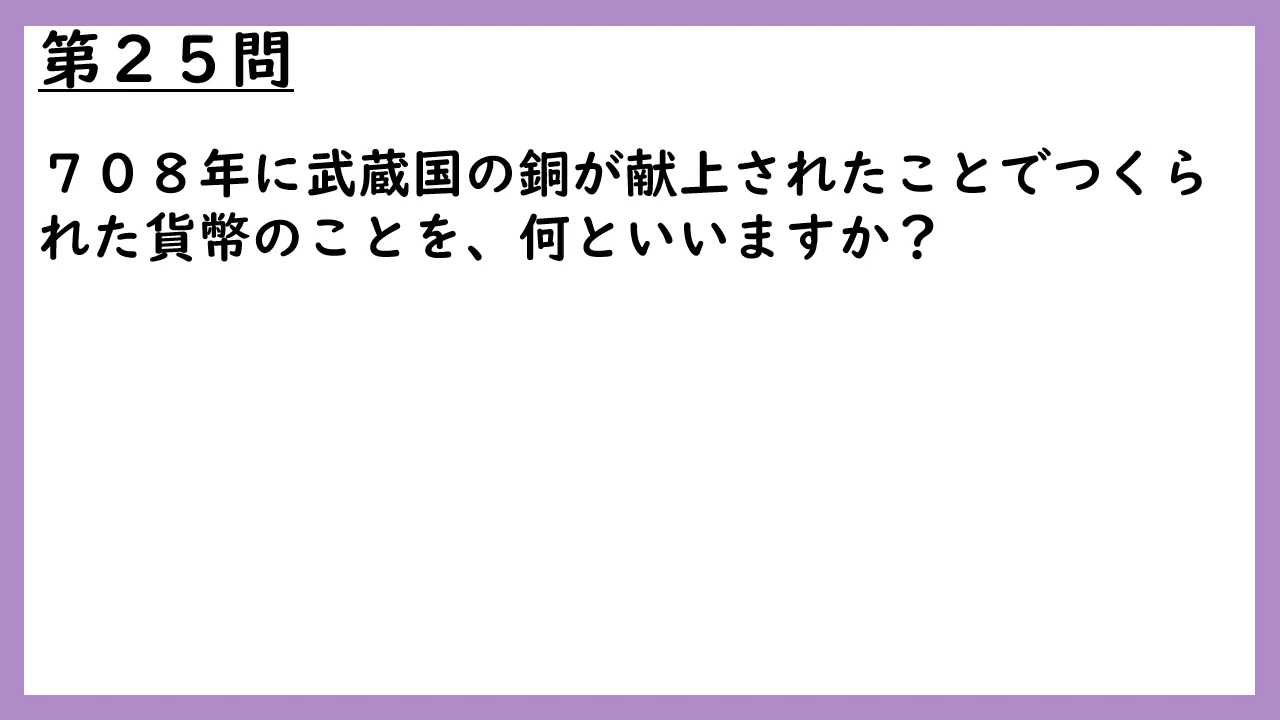 第２５問
７０８年に武蔵国の銅が献上されたことでつくら
れた貨幣のことを、何といいますか？